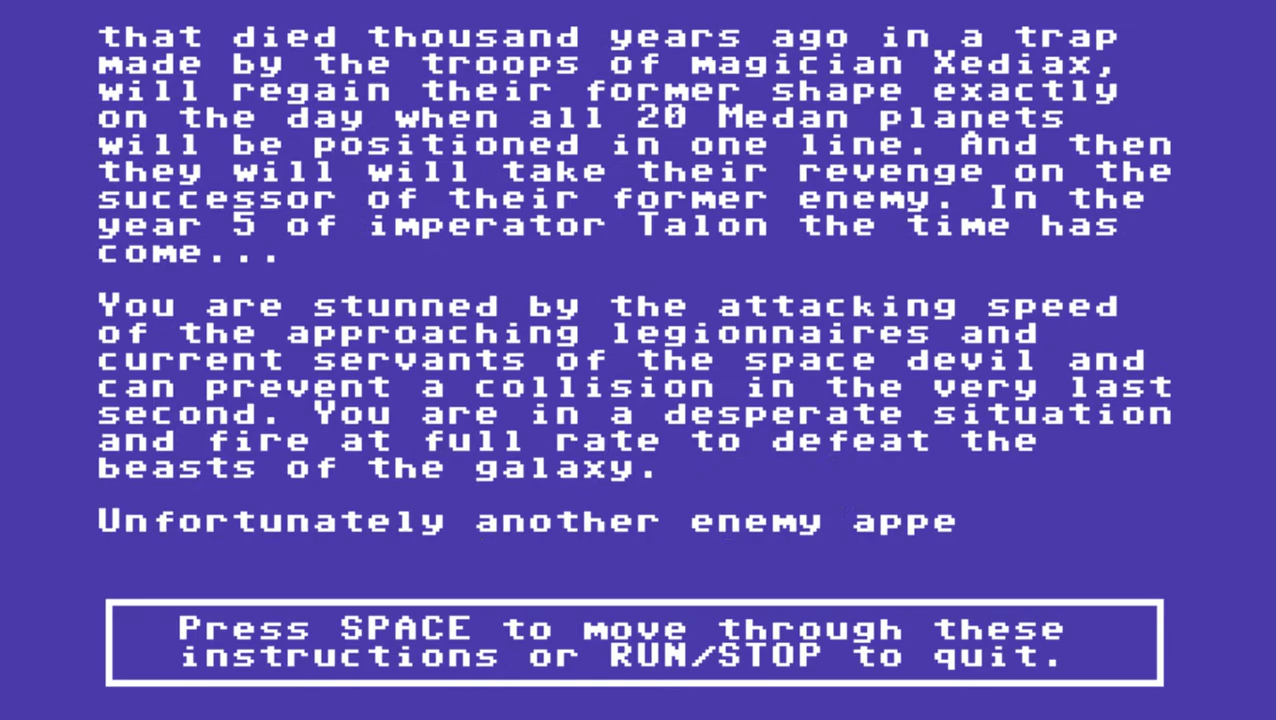 that died thousand years ago in a trap
made by the troops of magician Xediax,
will regain their former shape exactly
on the day when all 20 Medan planets
will be positioned in one line. And then
they will will take their revenge on the
successor of their former enemy. In the
year 5 of imperator Talon the time has
come...
You are stunned by the attacking speed
of the approaching legionnaires and
current servants of the space devil and
can prevent a collision in the very last
second. You are in a desperate situation
and fire at full rate to defeat the
beasts of the galaxy.
Unfortunately another enemy appe
Press SPACE to move through these
instructions or RUN/STOP to quit.